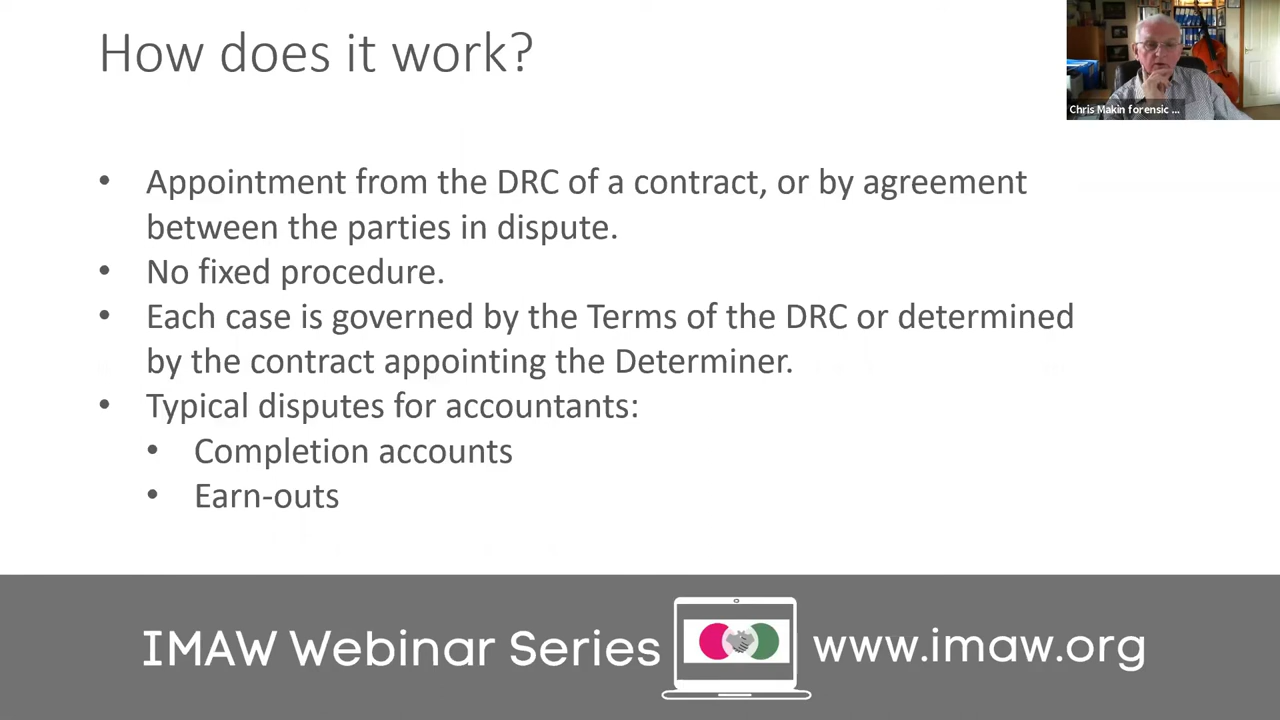 How does it work?
Chris Makin forensic ...
• Appointment from the DRC of a contract, or by agreement
between the parties in dispute.
• No fixed procedure.
• Each case is governed by the Terms of the DRC or determined
by the contract appointing the Determiner.
• Typical disputes for accountants:
• Completion accounts
• Earn-outs
IMAW Webinar Series www.imaw.org